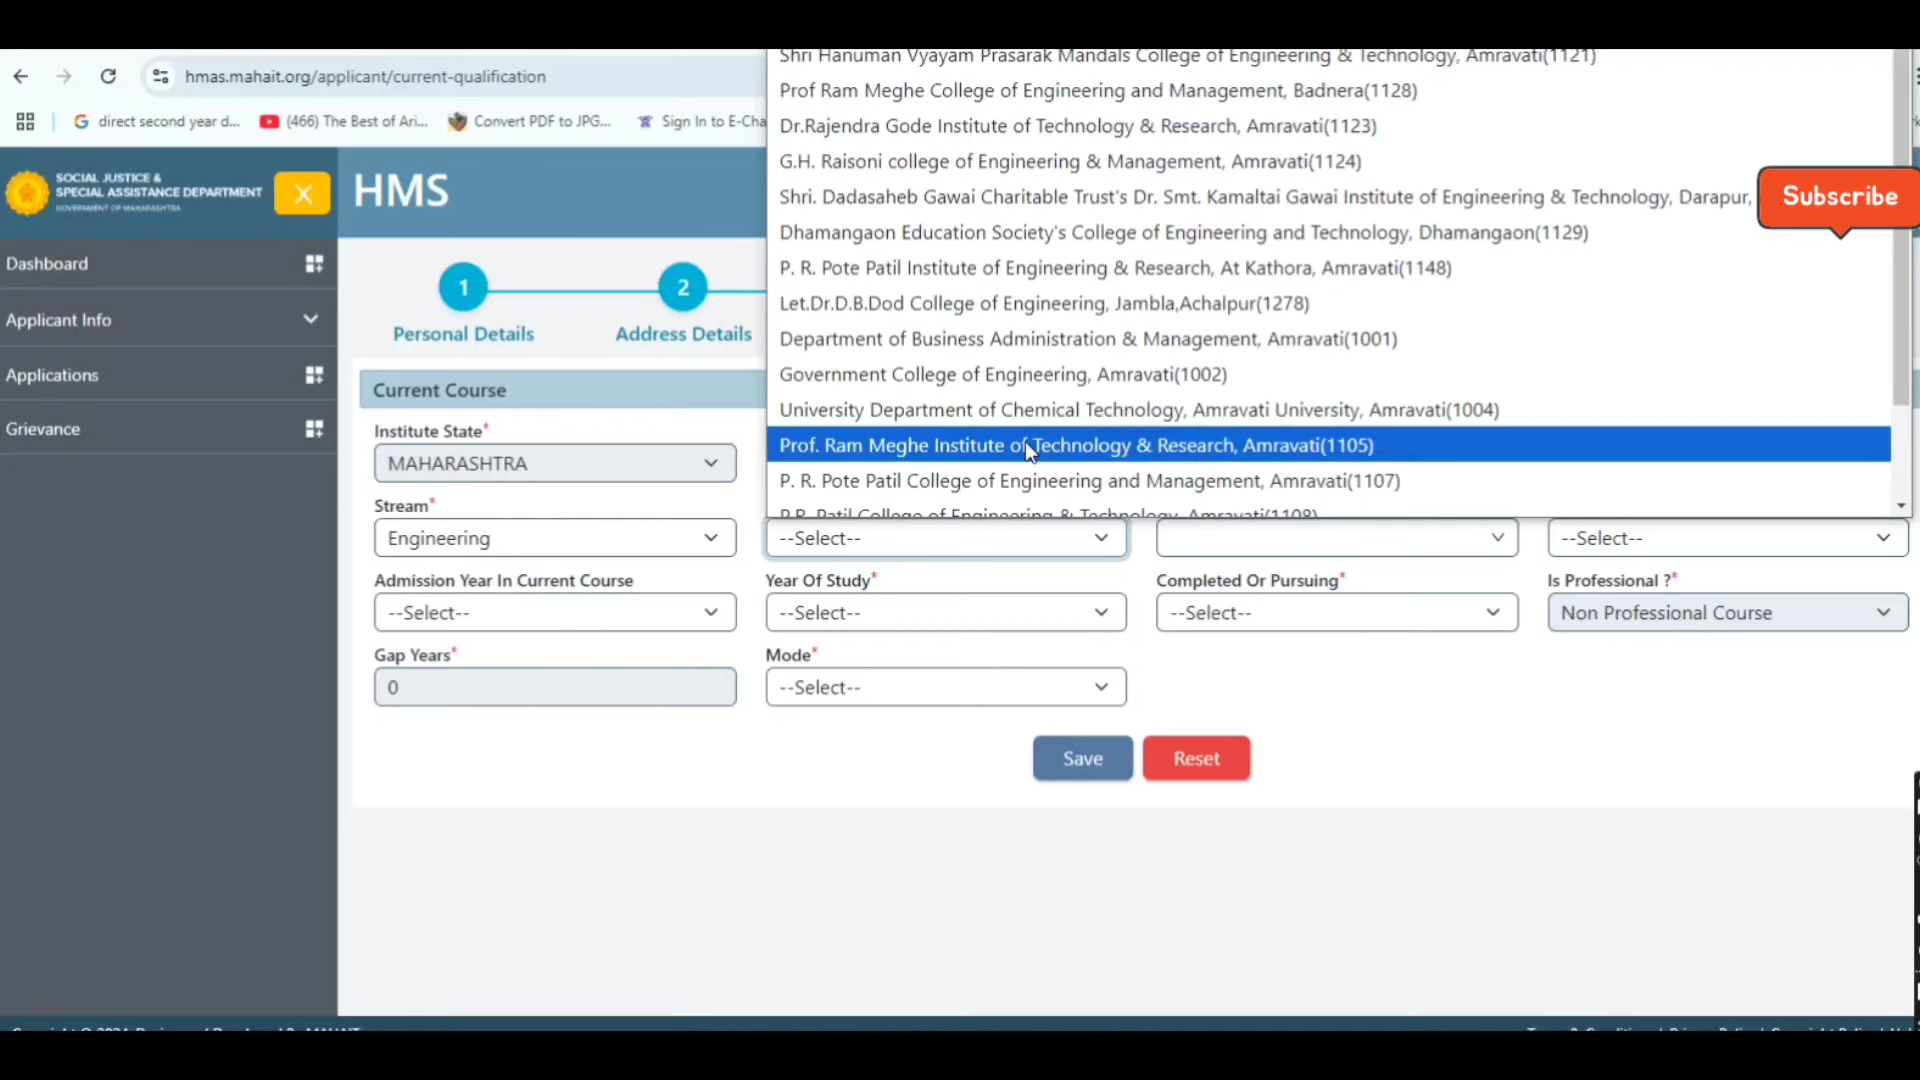 hmas.mahait.org/applicant/current-qualification
direct second year d...
(466) The Best of Ari...
Convert PDF to JPG...
Sign In to E-Cha
SOCIAL JUSTICE &
SPECIAL ASSISTANCE DEPARTMENT
GOVERNMENT OF MAHARASHTRA
X
HMS
Dashboard
Applicant Info
Applications
Grievance
1
Personal Details
2
Address Details
Shri Hanuman Vyayam Prasarak Mandals College of Engineering & Technology, Amravati(1121)
Prof Ram Meghe College of Engineering and Management, Badnera(1128)
Dr.Rajendra Gode Institute of Technology & Research, Amravati(1123)
G.H. Raisoni college of Engineering & Management, Amravati(1124)
Shri. Dadasaheb Gawai Charitable Trust's Dr. Smt. Kamaltai Gawai Institute of Engineering & Technology, Darapur,
Dhamangaon Education Society's College of Engineering and Technology, Dhamangaon(1129)
P. R. Pote Patil Institute of Engineering & Research, At Kathora, Amravati(1148)
Let.Dr.D.B.Dod College of Engineering, Jambla,Achalpur(1278)
Department of Business Administration & Management, Amravati(1001)
Government College of Engineering, Amravati(1002)
University Department of Chemical Technology, Amravati University, Amravati(1004)
Prof. Ram Meghe Institute of Technology & Research, Amravati(1105)
P. R. Pote Patil College of Engineering and Management, Amravati(1107)
P.R. Patil College of Engineering & Technology, Amravati(1108)
Subscribe
Current Course
Institute State*
MAHARASHTRA
Stream*
Engineering
--Select--
--Select--
Admission Year In Current Course
--Select--
Year Of Study*
--Select--
Completed Or Pursuing*
--Select--
Is Professional ?*
Non Professional Course
Gap Years*
0
Mode*
--Select--
Save
Reset